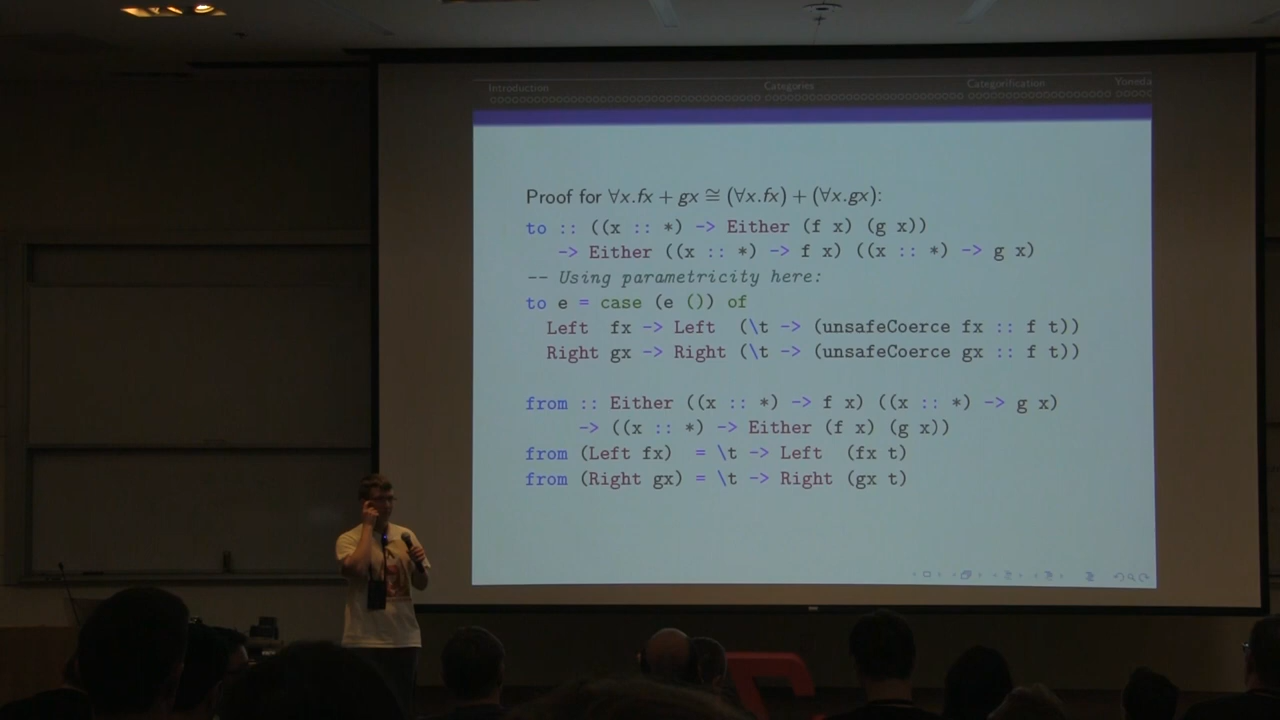 Introduction Categories Categorification Yoneda
Proof for ∀x.fx + gx ≅ (∀x.fx) + (∀x.gx):
to :: ((x :: *) -> Either (f x) (g x))
-> Either ((x :: *) -> f x) ((x :: *) -> g x)
-- Using parametricity here:
to e = case (e ()) of
Left fx -> Left (\t -> (unsafeCoerce fx :: f t))
Right gx -> Right (\t -> (unsafeCoerce gx :: f t))
from :: Either ((x :: *) -> f x) ((x :: *) -> g x)
-> ((x :: *) -> Either (f x) (g x))
from (Left fx) = \t -> Left (fx t)
from (Right gx) = \t -> Right (gx t)